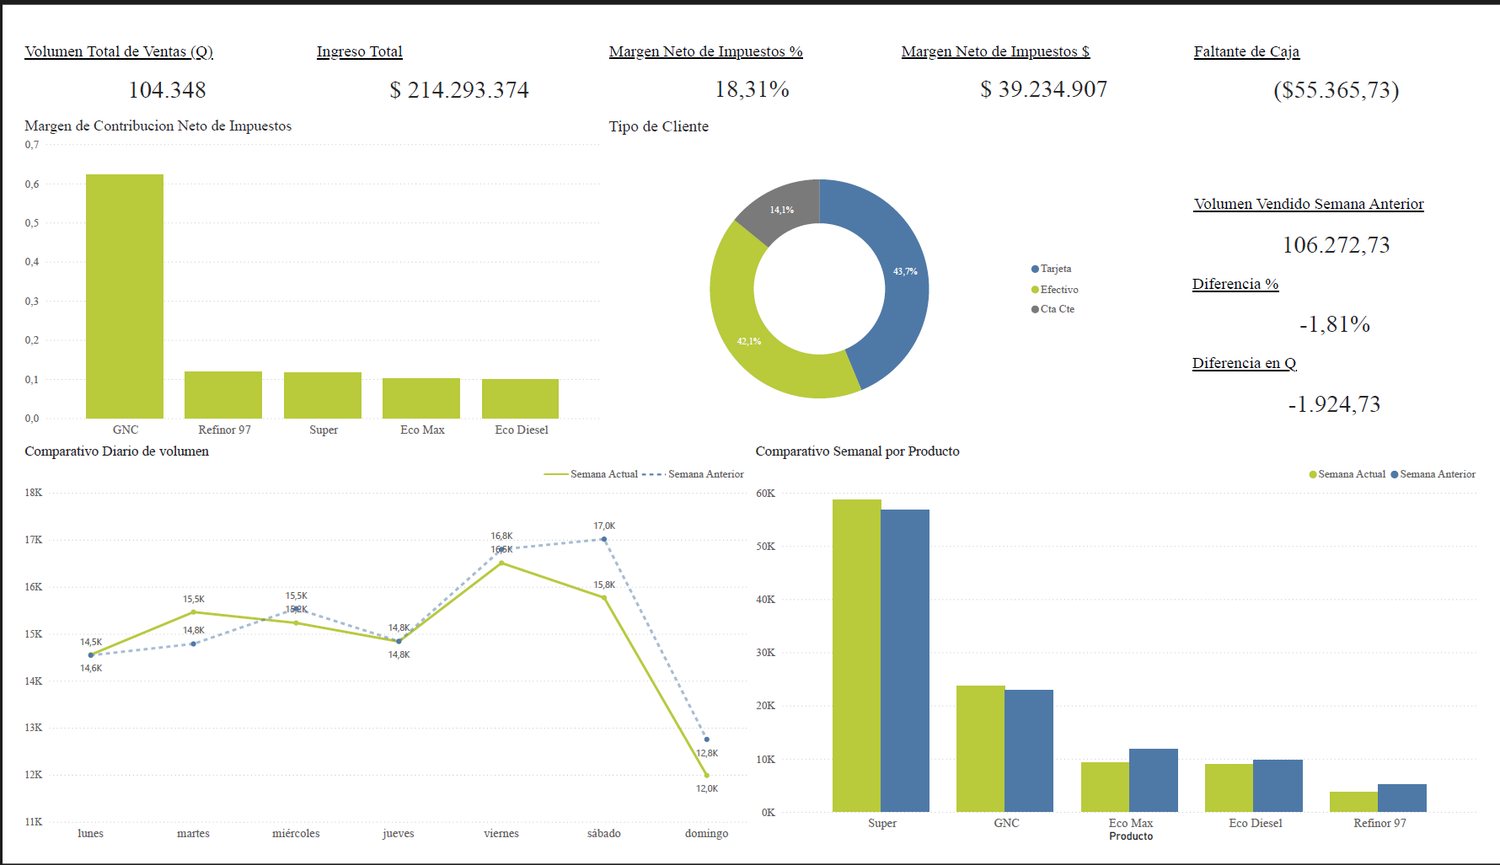 Volumen Total de Ventas (Q)
104.348
Ingreso Total
$ 214.293.374
Margen Neto de Impuestos %
18,31%
Margen Neto de Impuestos $
$ 39.234.907
Faltante de Caja
($55.365,73)
Margen de Contribucion Neto de Impuestos
0,7
0,6
0,5
0,4
0,3
0,2
0,1
0,0
GNC
Refinor 97
Super
Eco Max
Eco Diesel
Tipo de Cliente
14,1%
43,7%
42,1%
Tarjeta
Efectivo
Cta Cte
Volumen Vendido Semana Anterior
106.272,73
Diferencia %
-1,81%
Diferencia en Q
-1.924,73
Comparativo Diario de volumen
Semana Actual
Semana Anterior
18K
17K
16K
15K
14K
13K
12K
11K
14,5K
14,6K
15,5K
14,8K
15,5K
15,2K
14,8K
14,8K
16,8K
16,5K
17,0K
15,8K
12,8K
12,0K
lunes
martes
miércoles
jueves
viernes
sábado
domingo
Comparativo Semanal por Producto
Semana Actual
Semana Anterior
60K
50K
40K
30K
20K
10K
0K
Super
GNC
Eco Max
Eco Diesel
Refinor 97
Producto